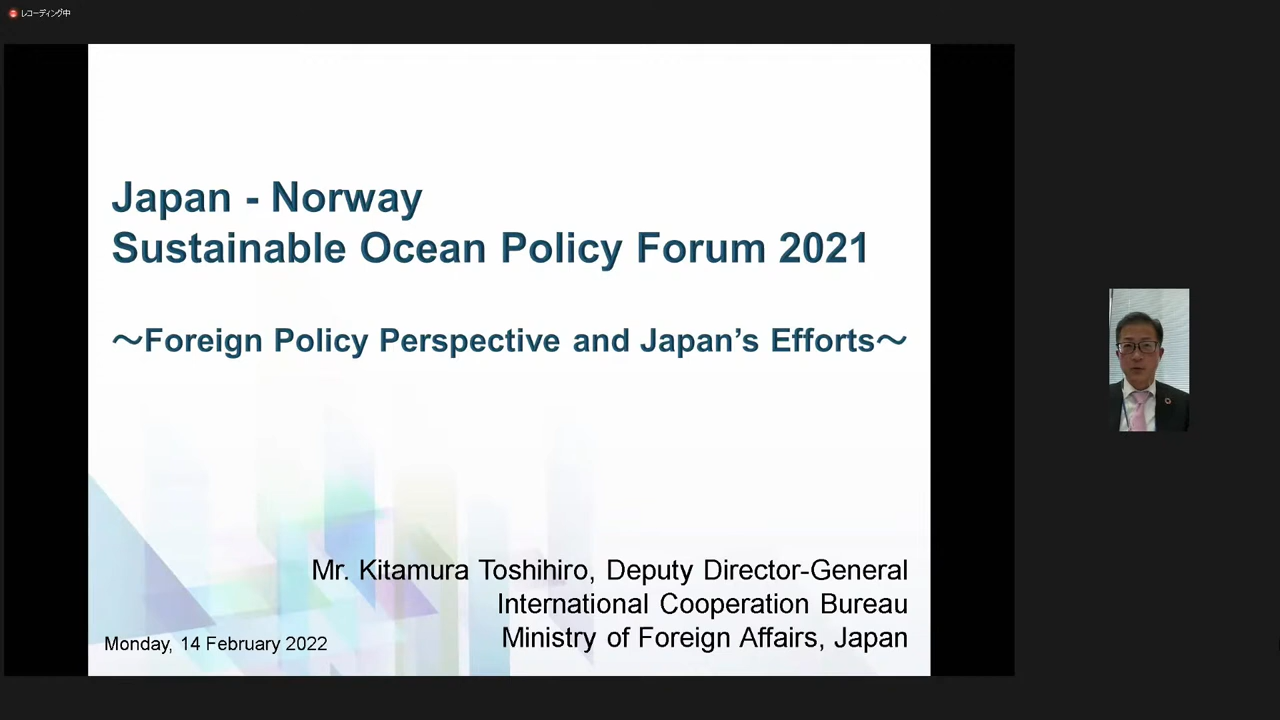 レコーディング中
Japan - Norway
Sustainable Ocean Policy Forum 2021
～Foreign Policy Perspective and Japan’s Efforts～
Mr. Kitamura Toshihiro, Deputy Director-General
International Cooperation Bureau
Ministry of Foreign Affairs, Japan
Monday, 14 February 2022